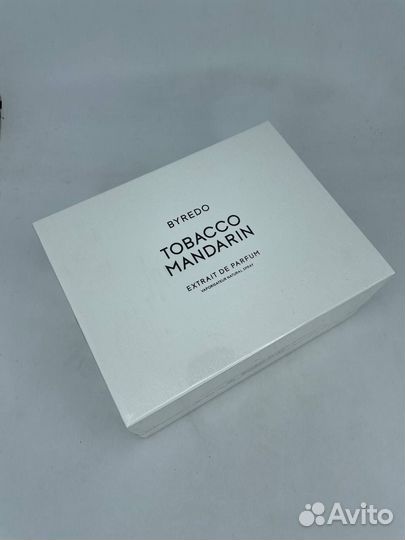 BYREDO
TOBACCO
MANDARIN
EXTRAIT DE PARFUM
VAPORISATEUR NATURAL SPRAY
Avito